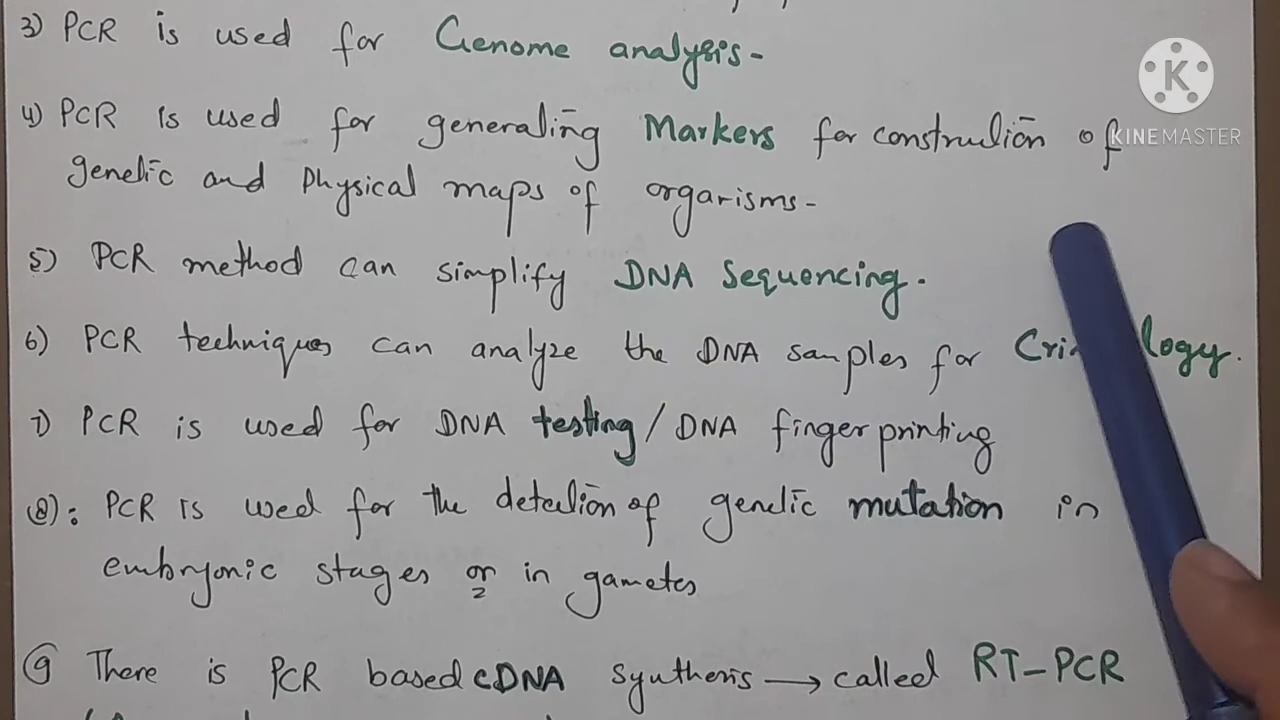 3) PCR is used for Genome analysis-
4) PCR is used for generating Markers for construction of
genetic and Physical maps of organisms-
5) PCR method can simplify DNA Sequencing.
6) PCR techniques can analyze the DNA samples for
7) PCR is used for DNA testing / DNA finger printing
(8): PCR is used for the detection of genetic mutation in
embryonic stages or in gametes
9 There is PCR based cDNA Synthesis → called RT-PCR
K
KINEMASTER